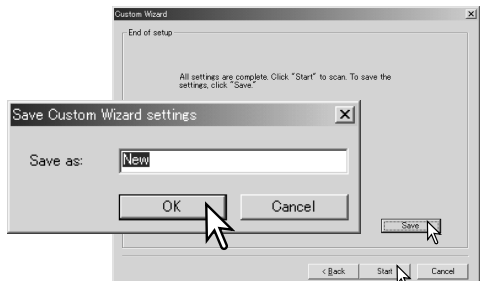 Custom Wizard
End of setup
All settings are complete. Click "Start" to scan. To save the
settings, click "Save."
Save Custom Wizard settings
Save as:
New
OK Cancel
Save
< Back Start Cancel